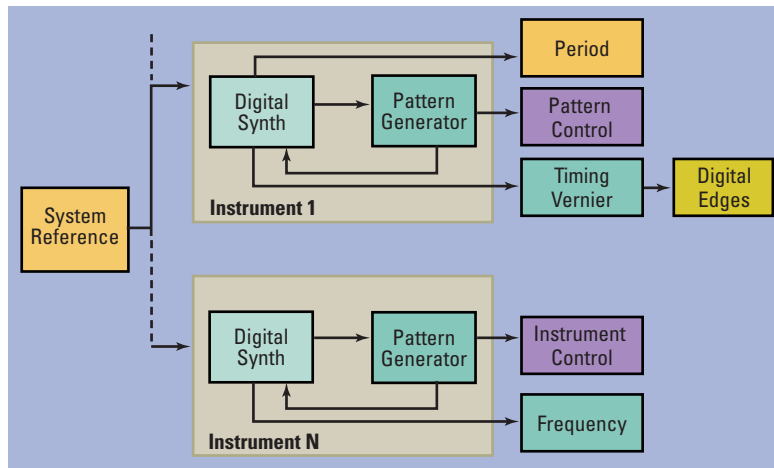 Period
Digital
Synth
Pattern
Generator
Pattern
Control
Timing
Vernier
Digital
Edges
Instrument 1
System
Reference
Digital
Synth
Pattern
Generator
Instrument
Control
Frequency
Instrument N